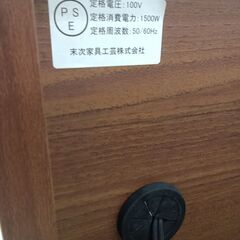 PS
E
定格電圧:100V
定格消費電力:1500W
定格周波数:50/60Hz
末次家具工芸株式会社